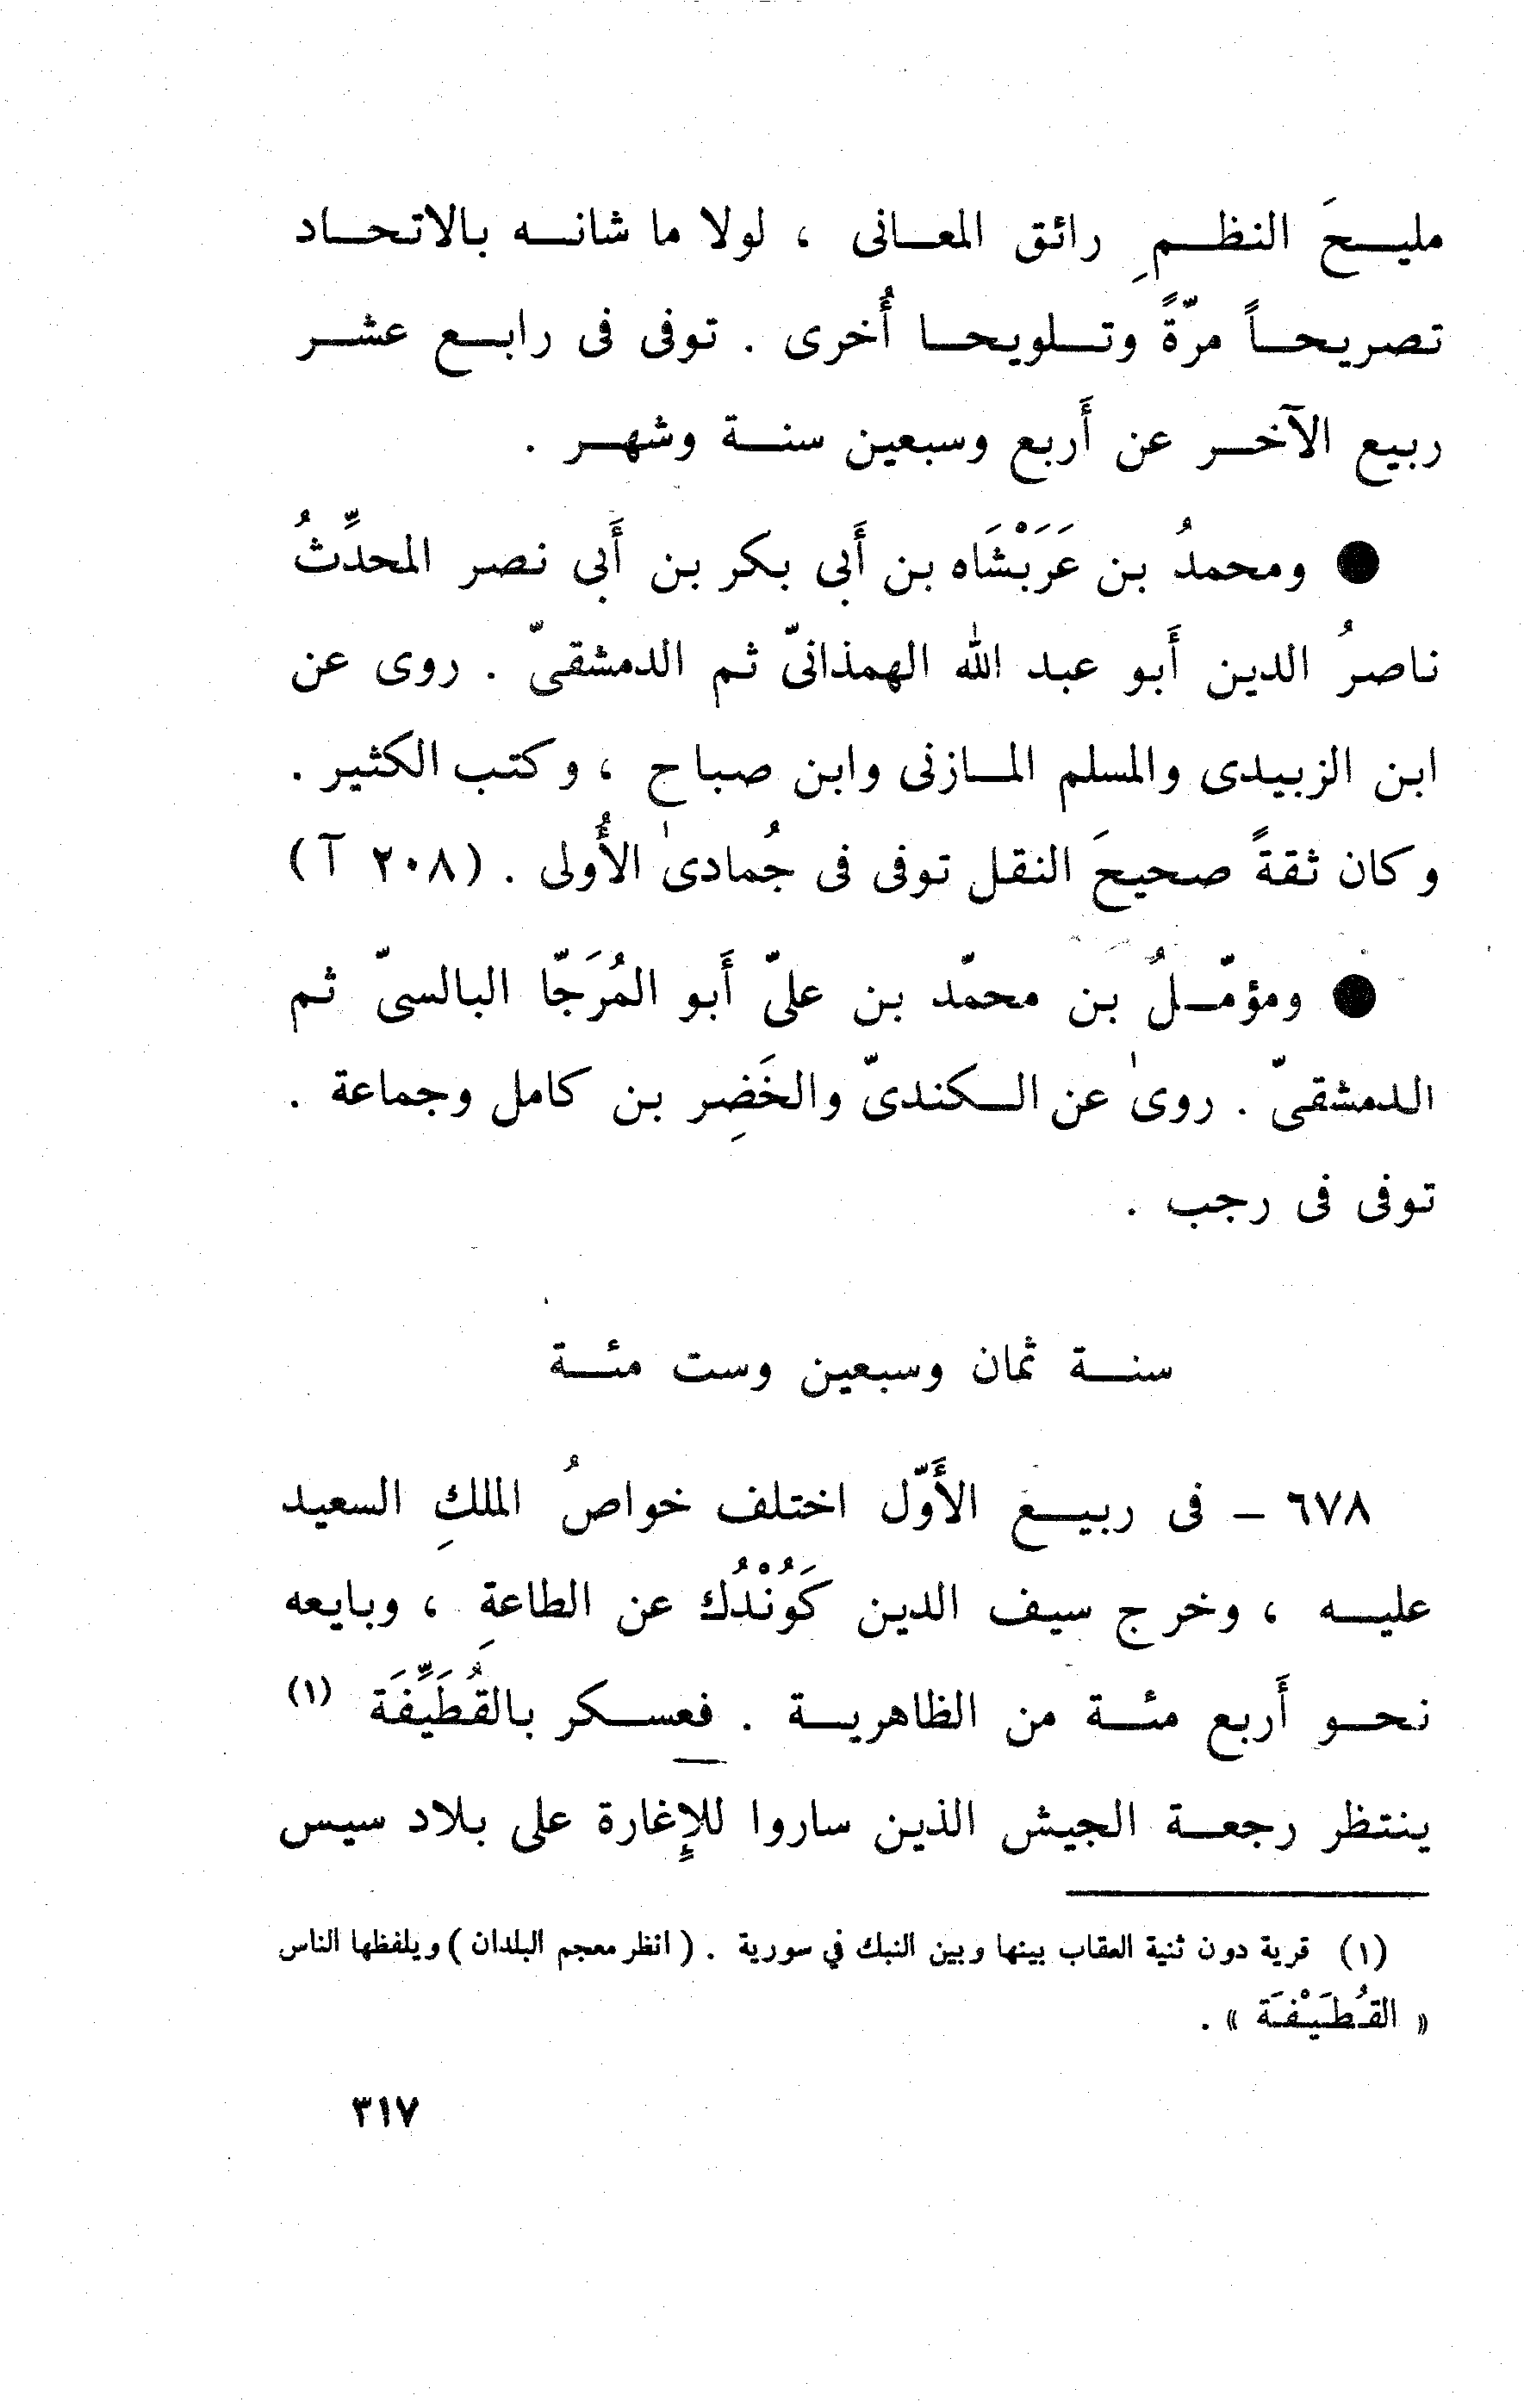 مليحَ النظمِ رائق المعانى ، لولا ما شانه بالاتحاد
تصريحاً مرّةً وتلويحا أُخرى . توفى فى رابع عشر
ربيع الآخر عن أَربع وسبعين سنة وشهر .
● ومحمدُ بن عَرَبْشَاه بن أَبى بكر بن أَبي نصر المحدِّثُ
ناصرُ الدين أَبو عبد الله الهمذانىّ ثم الدمشقىّ . روى عن
ابن الزبيدى والمسلم المازنى وابن صباح ، وكتب الكثير .
وكان ثقةً صحيحَ النقل توفى فى جُمادىٰ الأُولى . (٢٠٨ آ)
● ومؤمّلُ بن محمّد بن علىّ أَبو المُرَجّا البالسىّ ثم
الدمشقىّ . روىٰ عن الكندىّ والخَضِر بن كامل وجماعة .
توفى فى رجب .
سنة ثمان وسبعين وست مئة
٦٧٨ – فى ربيع الأَوّل اختلف خواصُ الملكِ السعيد
عليه ، وخرج سيف الدين كَوُنْدُك عن الطاعةِ ، وبايعه
نحو أَربع مئة من الظاهرية . فعسكر بالقُطَيِّفَة (١)
ينتظر رجعة الجيش الذين ساروا للإِغارة على بلاد سيس
(١) قرية دون ثنية العقاب بينها وبين النبك في سورية . ( انظر معجم البلدان ) ويلفظها الناس
« القُطَيْفَة » .
٣١٧